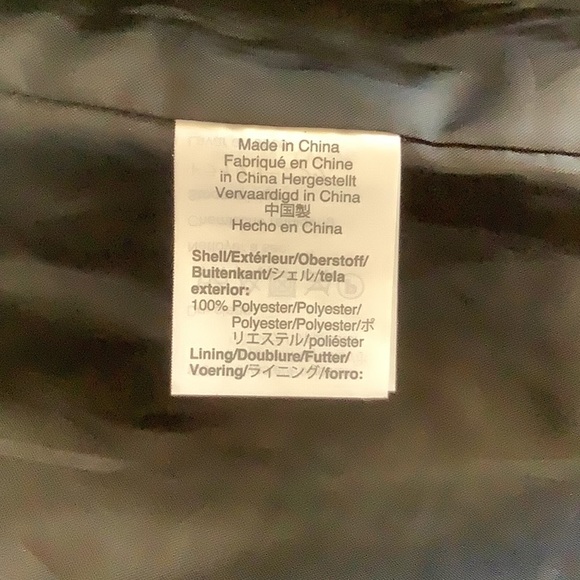 Made in China
Fabriqué en Chine
in China Hergestellt
Vervaardigd in China
中国製
Hecho en China
Shell/Extérieur/Oberstoff/
Buitenkant/シェル/tela
exterior:
100% Polyester/Polyester/
Polyester/Polyester/ポ
リエステル/poliéster
Lining/Doublure/Futter/
Voering/ライニング/forro: